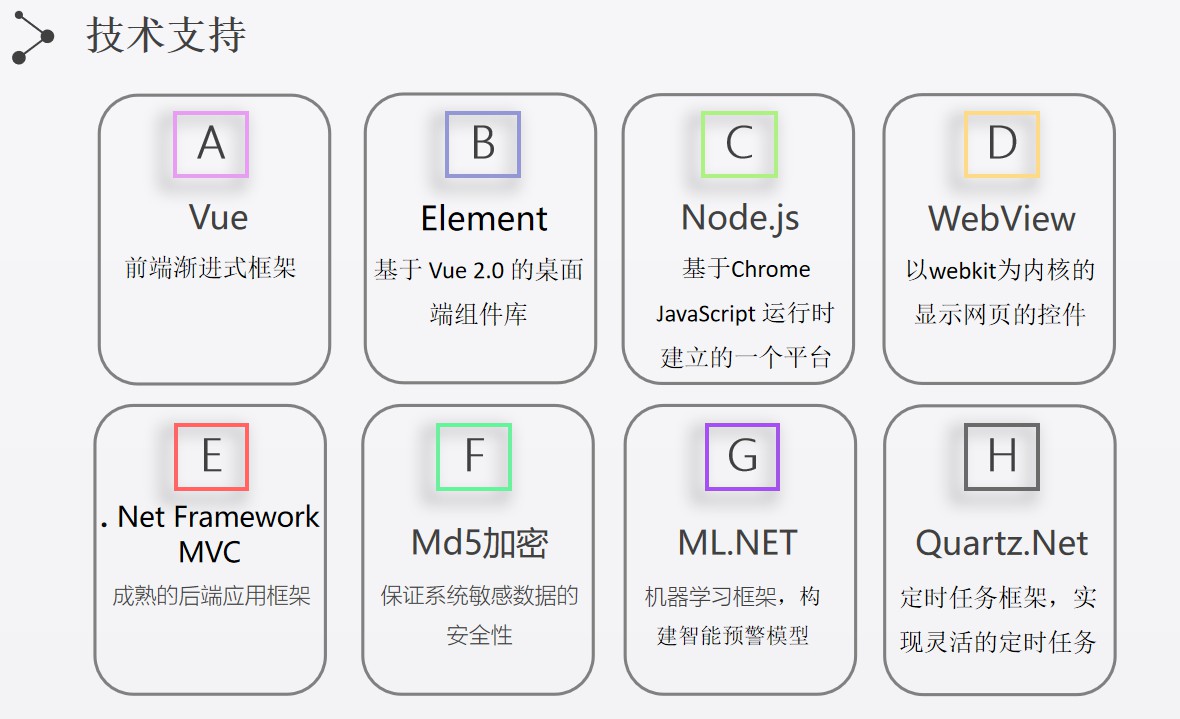 技术支持
A
Vue
前端渐进式框架
B
Element
基于 Vue 2.0 的桌面
端组件库
C
Node.js
基于Chrome
JavaScript 运行时
建立的一个平台
D
WebView
以webkit为内核的
显示网页的控件
E
. Net Framework
MVC
成熟的后端应用框架
F
Md5加密
保证系统敏感数据的
安全性
G
ML.NET
机器学习框架，构
建智能预警模型
H
Quartz.Net
定时任务框架，实
现灵活的定时任务